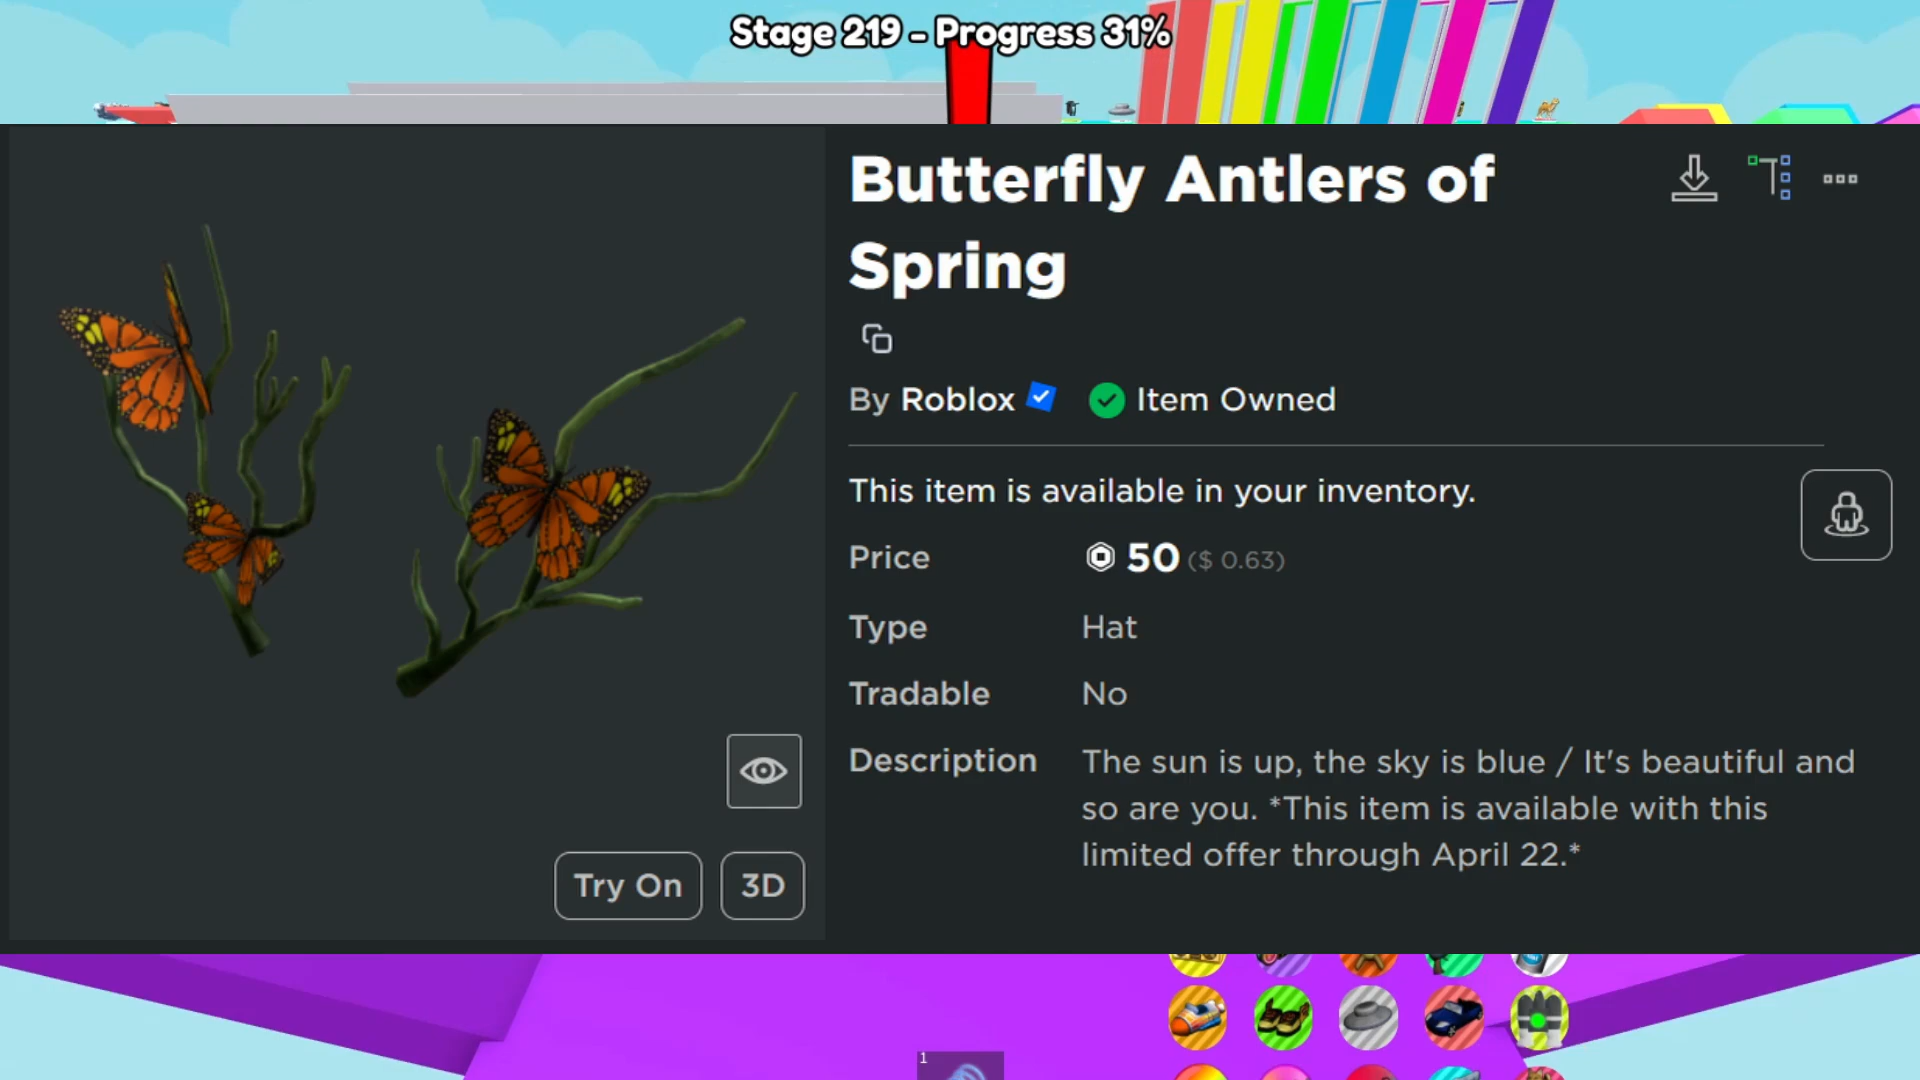 Stage 219 - Progress 31%
Butterfly Antlers of
Spring
By Roblox Item Owned
This item is available in your inventory.
Price 50 ($ 0.63)
Type Hat
Tradable No
Description The sun is up, the sky is blue / It's beautiful and
so are you. *This item is available with this
limited offer through April 22.*
Try On 3D
1